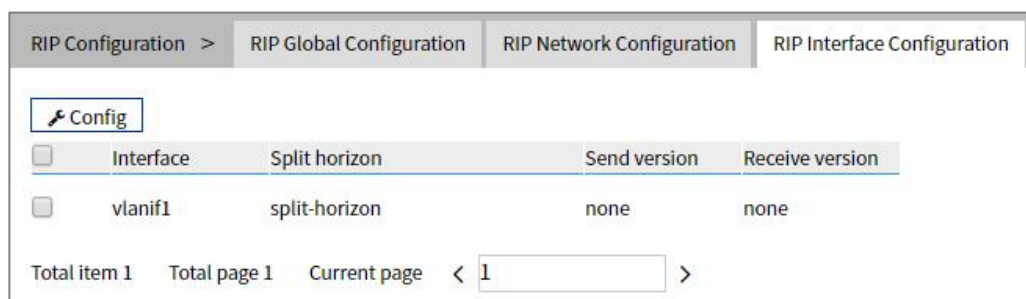 RIP Configuration > RIP Global Configuration RIP Network Configuration RIP Interface Configuration
Config
Interface Split horizon Send version Receive version
vlanif1 split-horizon none none
Total item 1 Total page 1 Current page < 1 >